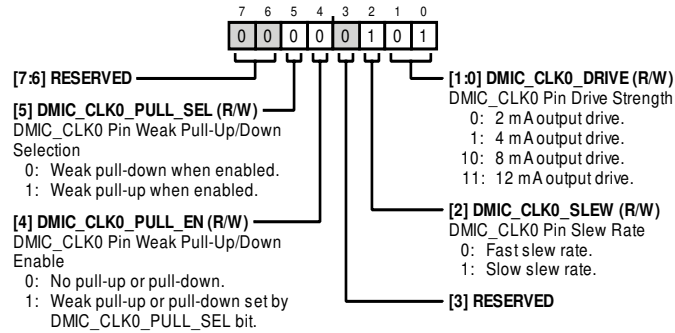 7 6 5 4 3 2 1 0
0 0 0 0 0 1 0 1
[7:6] RESERVED
[5] DMIC_CLK0_PULL_SEL (R/W)
DMIC_CLK0 Pin Weak Pull-Up/Down
Selection
0: Weak pull-down when enabled.
1: Weak pull-up when enabled.
[4] DMIC_CLK0_PULL_EN (R/W)
DMIC_CLK0 Pin Weak Pull-Up/Down
Enable
0: No pull-up or pull-down.
1: Weak pull-up or pull-down set by
DMIC_CLK0_PULL_SEL bit.
[1:0] DMIC_CLK0_DRIVE (R/W)
DMIC_CLK0 Pin Drive Strength
0: 2 mA output drive.
1: 4 mA output drive.
10: 8 mA output drive.
11: 12 mA output drive.
[2] DMIC_CLK0_SLEW (R/W)
DMIC_CLK0 Pin Slew Rate
0: Fast slew rate.
1: Slow slew rate.
[3] RESERVED